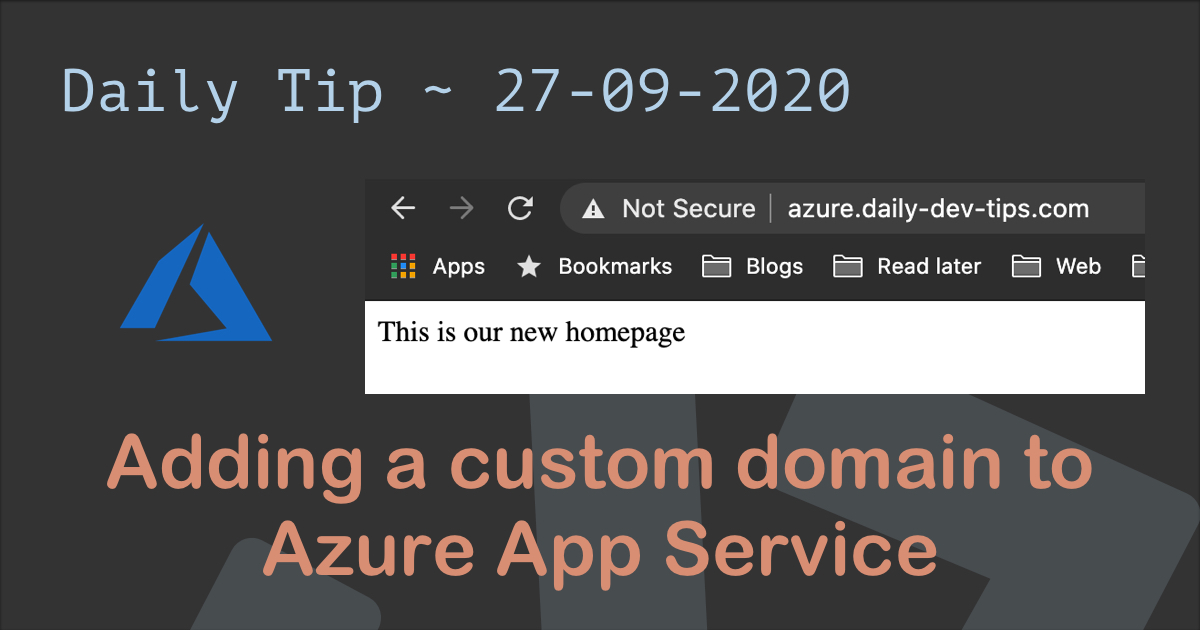 Daily Tip ~ 27-09-2020
Not Secure | azure.daily-dev-tips.com
Apps Bookmarks Blogs Read later Web
This is our new homepage
Adding a custom domain to
Azure App Service